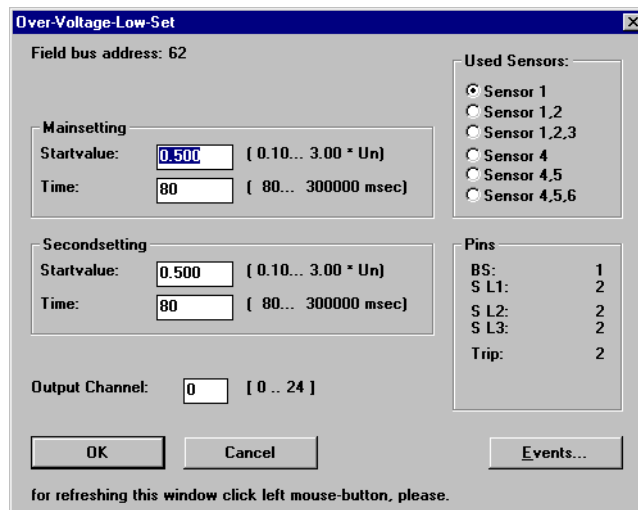 Over-Voltage-Low-Set
Field bus address: 62
Mainsetting
Startvalue: 0.500 ( 0.10... 3.00 * Un)
Time: 80 ( 80... 300000 msec)
Secondsetting
Startvalue: 0.500 ( 0.10... 3.00 * Un)
Time: 80 ( 80... 300000 msec)
Output Channel: 0 [ 0 .. 24 ]
Used Sensors:
Sensor 1
Sensor 1,2
Sensor 1,2,3
Sensor 4
Sensor 4,5
Sensor 4,5,6
Pins
BS: 1
S L1: 2
S L2: 2
S L3: 2
Trip: 2
OK
Cancel
Events...
for refreshing this window click left mouse-button, please.